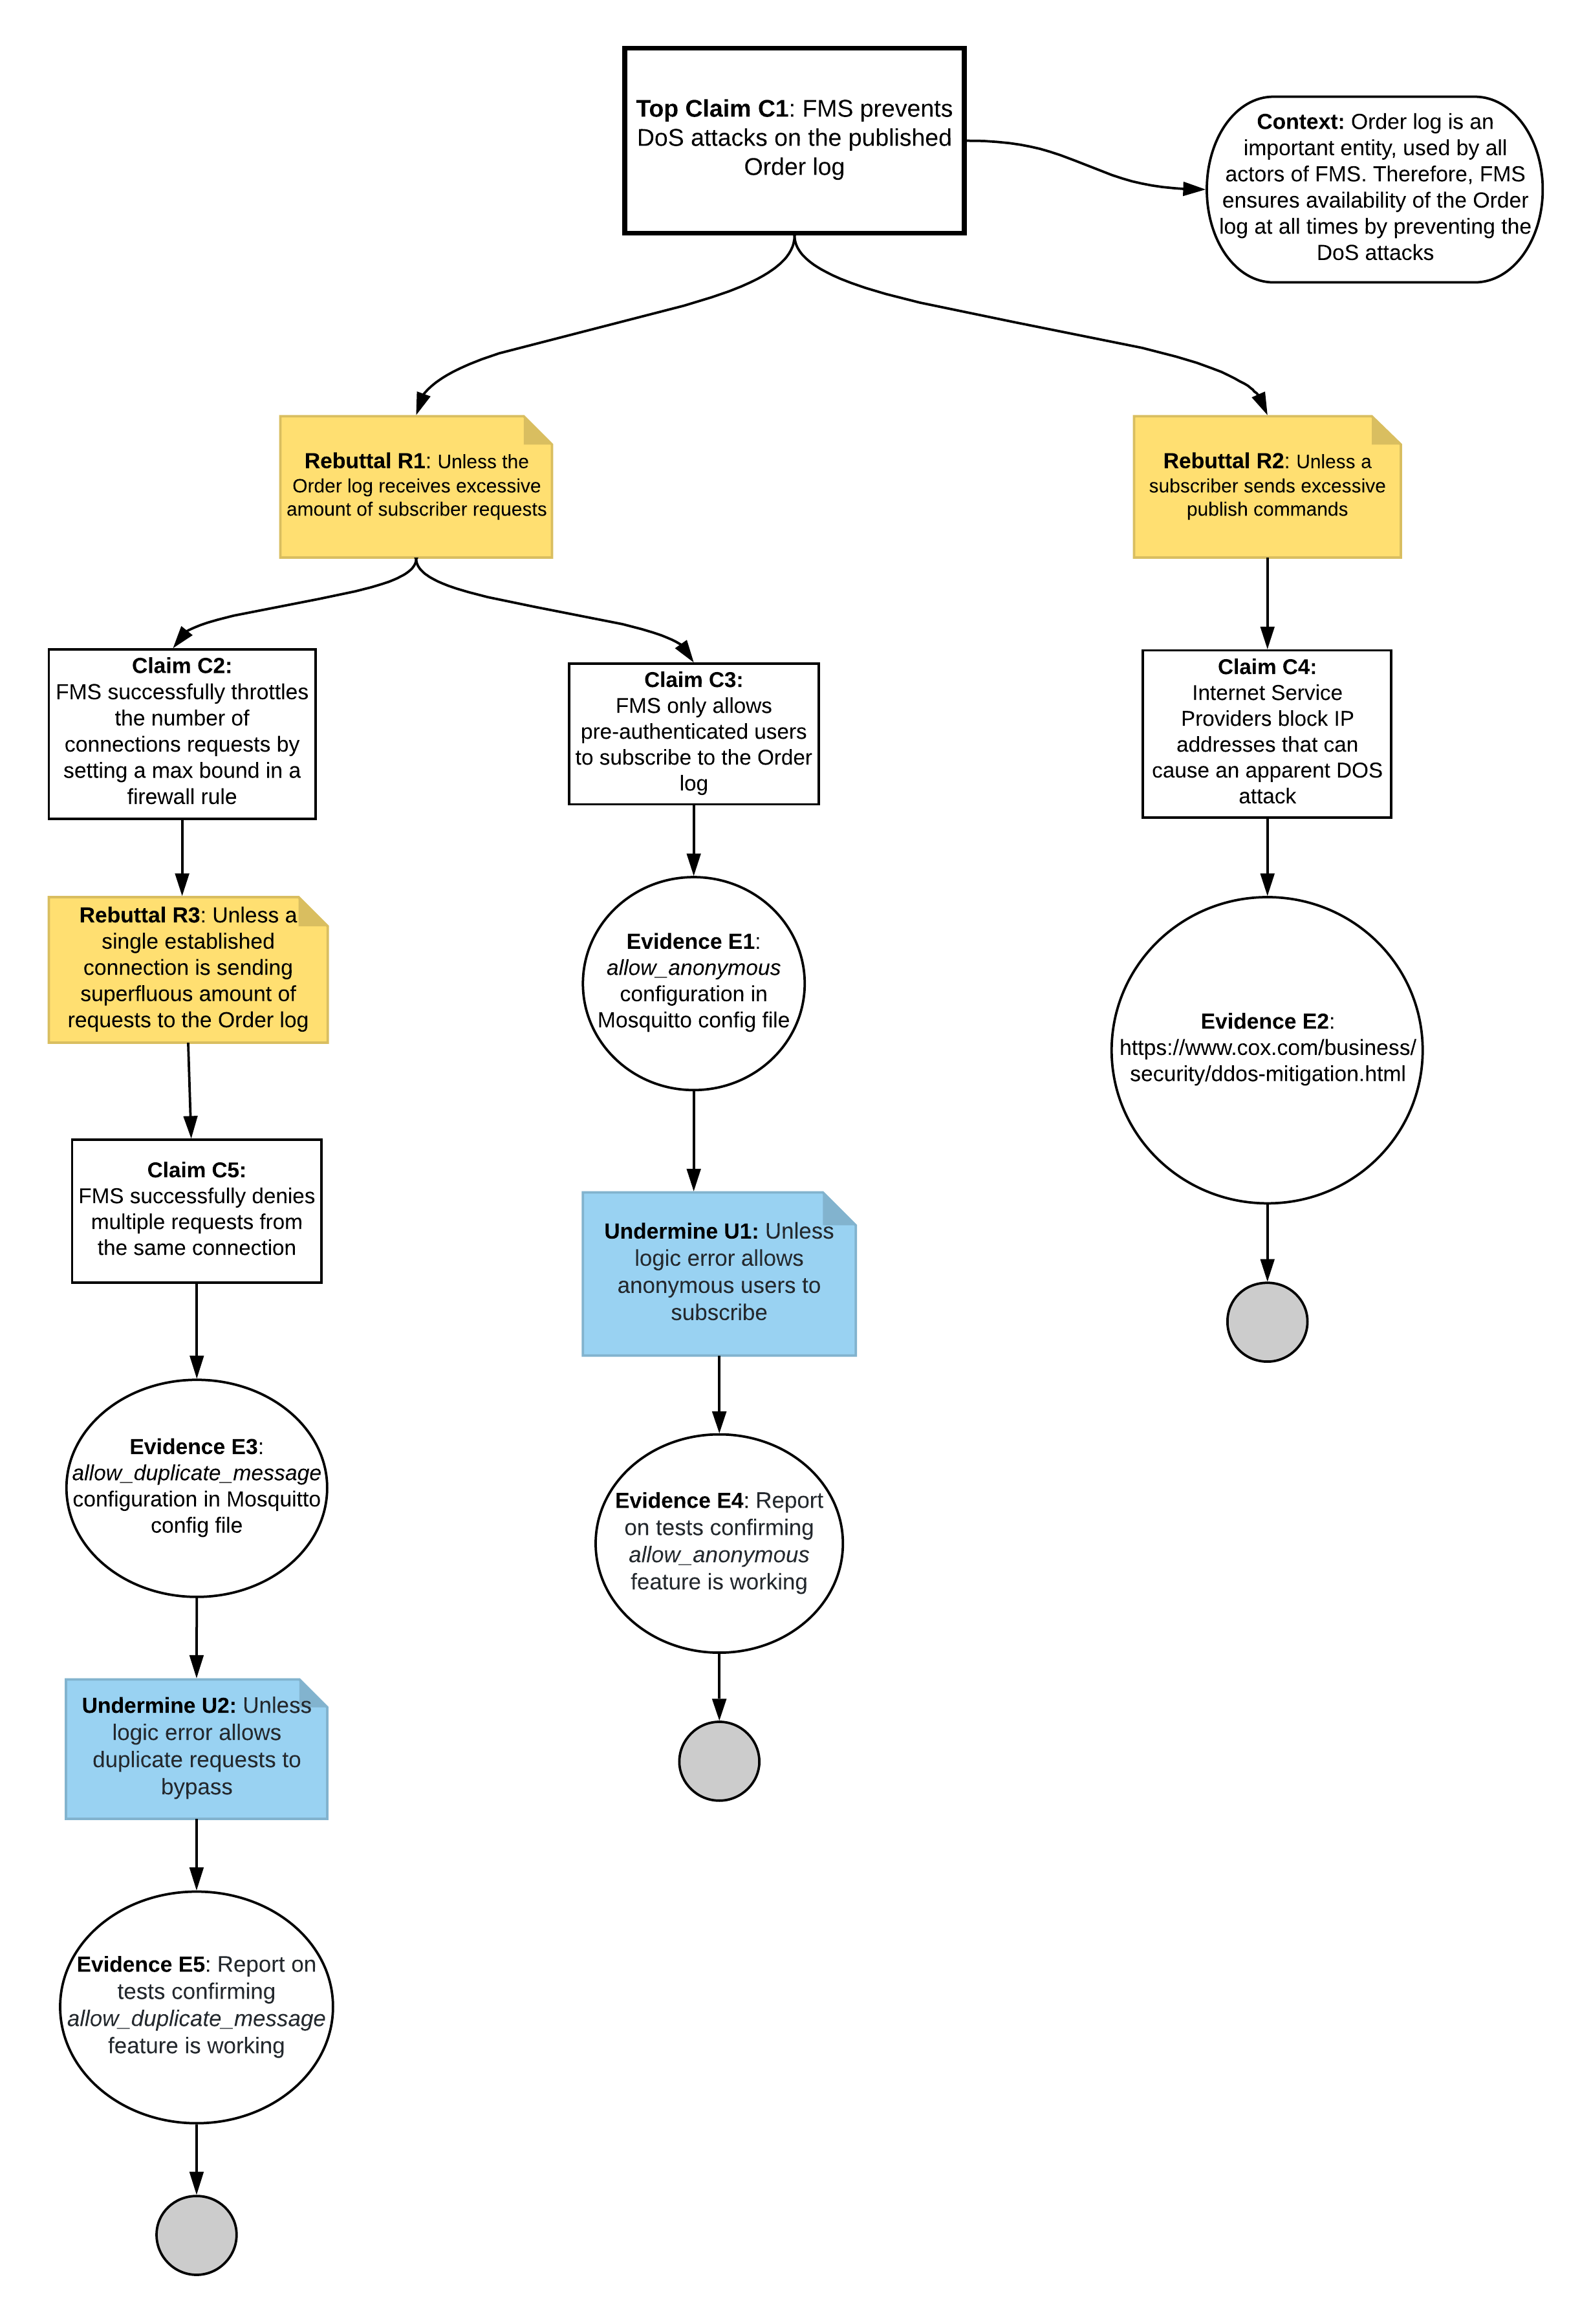 Top Claim C1: FMS prevents
DoS attacks on the published
Order log
Context: Order log is an
important entity, used by all
actors of FMS. Therefore, FMS
ensures availability of the Order
log at all times by preventing the
DoS attacks
Rebuttal R1: Unless the
Order log receives excessive
amount of subscriber requests
Rebuttal R2: Unless a
subscriber sends excessive
publish commands
Claim C2:
FMS successfully throttles
the number of
connections requests by
setting a max bound in a
firewall rule
Claim C3:
FMS only allows
pre-authenticated users
to subscribe to the Order
log
Claim C4:
Internet Service
Providers block IP
addresses that can
cause an apparent DOS
attack
Rebuttal R3: Unless a
single established
connection is sending
superfluous amount of
requests to the Order log
Evidence E1:
allow_anonymous
configuration in
Mosquitto config file
Evidence E2:
https://www.cox.com/business/
security/ddos-mitigation.html
Claim C5:
FMS successfully denies
multiple requests from
the same connection
Undermine U1: Unless
logic error allows
anonymous users to
subscribe
Evidence E3:
allow_duplicate_message
configuration in Mosquitto
config file
Evidence E4: Report
on tests confirming
allow_anonymous
feature is working
Undermine U2: Unless
logic error allows
duplicate requests to
bypass
Evidence E5: Report on
tests confirming
allow_duplicate_message
feature is working